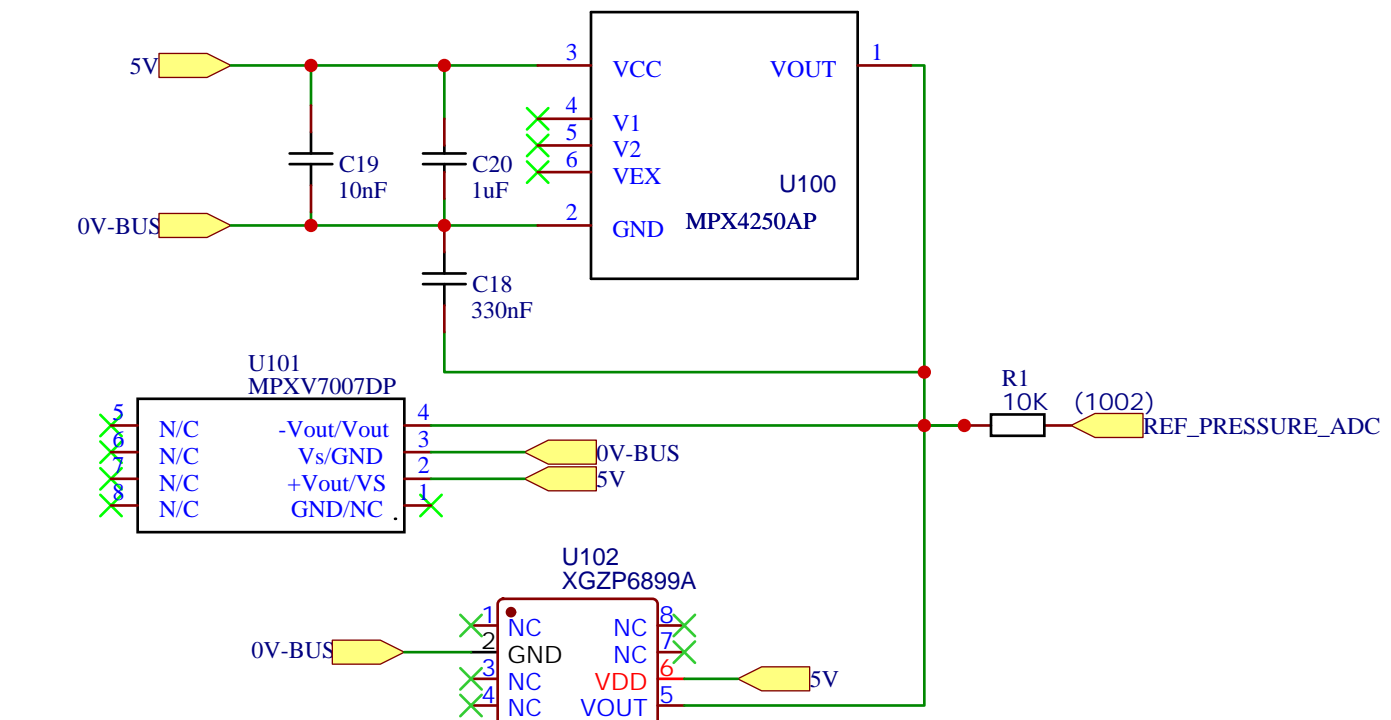 5V
3
VCC
VOUT
1
4
V1
5
V2
6
VEX
C19
10nF
C20
1uF
U100
0V-BUS
2
GND
MPX4250AP
C18
330nF
U101
MPXV7007DP
R1
10K
(1002)
REF_PRESSURE_ADC
5
N/C
-Vout/Vout
4
6
N/C
Vs/GND
3
0V-BUS
7
N/C
+Vout/VS
2
5V
8
N/C
GND/NC
1
U102
XGZP6899A
1
NC
NC
8
0V-BUS
2
GND
NC
7
3
NC
VDD
6
5V
4
NC
VOUT
5